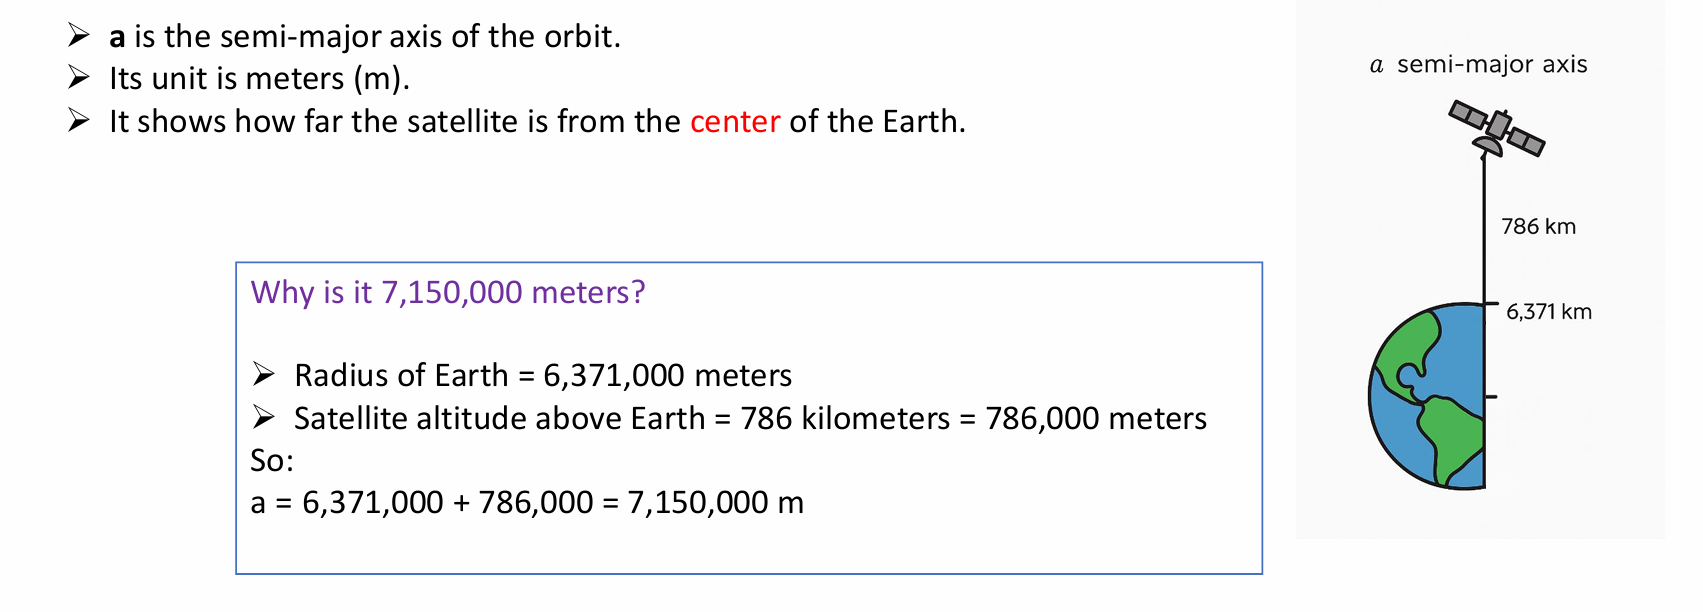 ➢ a is the semi-major axis of the orbit.
➢ Its unit is meters (m).
➢ It shows how far the satellite is from the center of the Earth.
a semi-major axis
786 km
6,371 km
Why is it 7,150,000 meters?
➢ Radius of Earth = 6,371,000 meters
➢ Satellite altitude above Earth = 786 kilometers = 786,000 meters
So:
a = 6,371,000 + 786,000 = 7,150,000 m